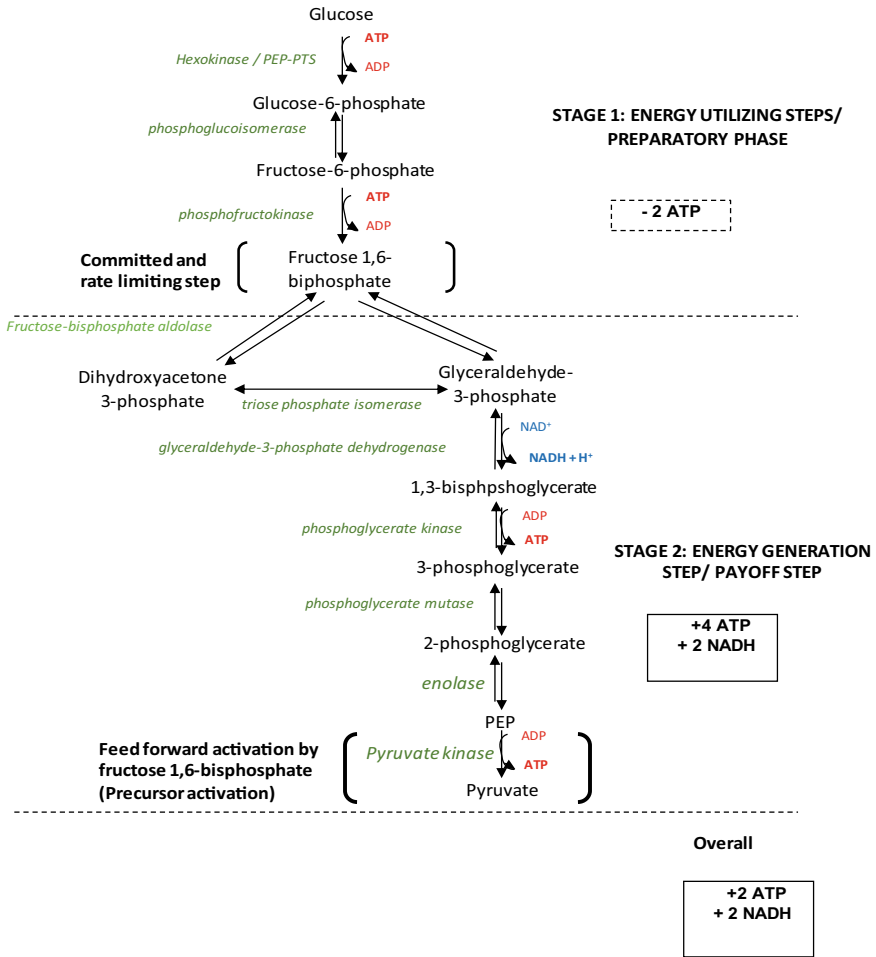 Glucose
ATP
Hexokinase / PEP-PTS
ADP
Glucose-6-phosphate
STAGE 1: ENERGY UTILIZING STEPS/
PREPARATORY PHASE
phosphoglucoisomerase
Fructose-6-phosphate
ATP
phosphofructokinase
ADP
- 2 ATP
Committed and
rate limiting step
Fructose 1,6-
biphosphate
Fructose-bisphosphate aldolase
Dihydroxyacetone
3-phosphate
triose phosphate isomerase
Glyceraldehyde-
3-phosphate
NAD⁺
glyceraldehyde-3-phosphate dehydrogenase
NADH + H⁺
1,3-bisphpshoglycerate
ADP
phosphoglycerate kinase
ATP
3-phosphoglycerate
STAGE 2: ENERGY GENERATION
STEP/ PAYOFF STEP
phosphoglycerate mutase
2-phosphoglycerate
+4 ATP
+ 2 NADH
enolase
PEP
ADP
Pyruvate kinase
ATP
Pyruvate
Feed forward activation by
fructose 1,6-bisphosphate
(Precursor activation)
Overall
+2 ATP
+ 2 NADH